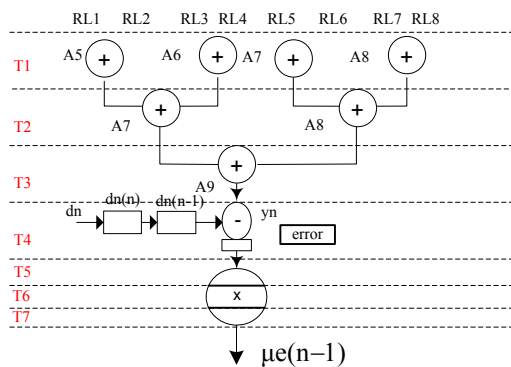 RL1 RL2 RL3 RL4 RL5 RL6 RL7 RL8
T1 A5 + A6 + A7 + A8 +
T2 A7 + A8 +
T3 + A9
dn dn(n) dn(n-1) - yn
T4 error
T5
T6 x
T7
μe(n−1)